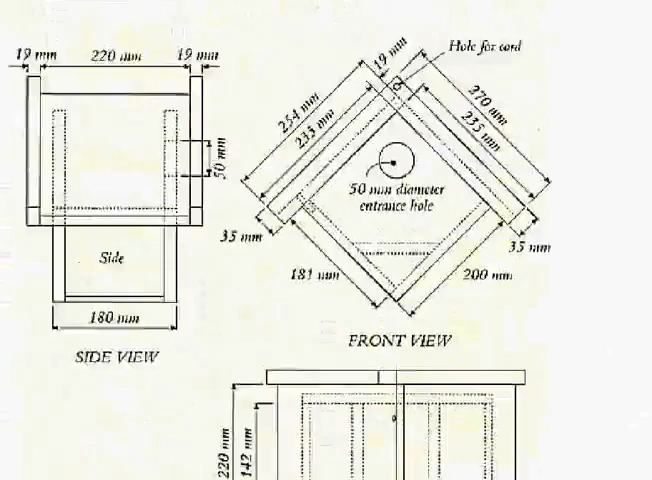 19 mm
220 mm
19 mm
50 mm
Side
180 mm
SIDE VIEW
19 mm
Hole for cord
254 mm
233 mm
270 mm
235 mm
50 mm diameter
entrance hole
35 mm
35 mm
181 mm
200 mm
FRONT VIEW
220 mm
142 mm